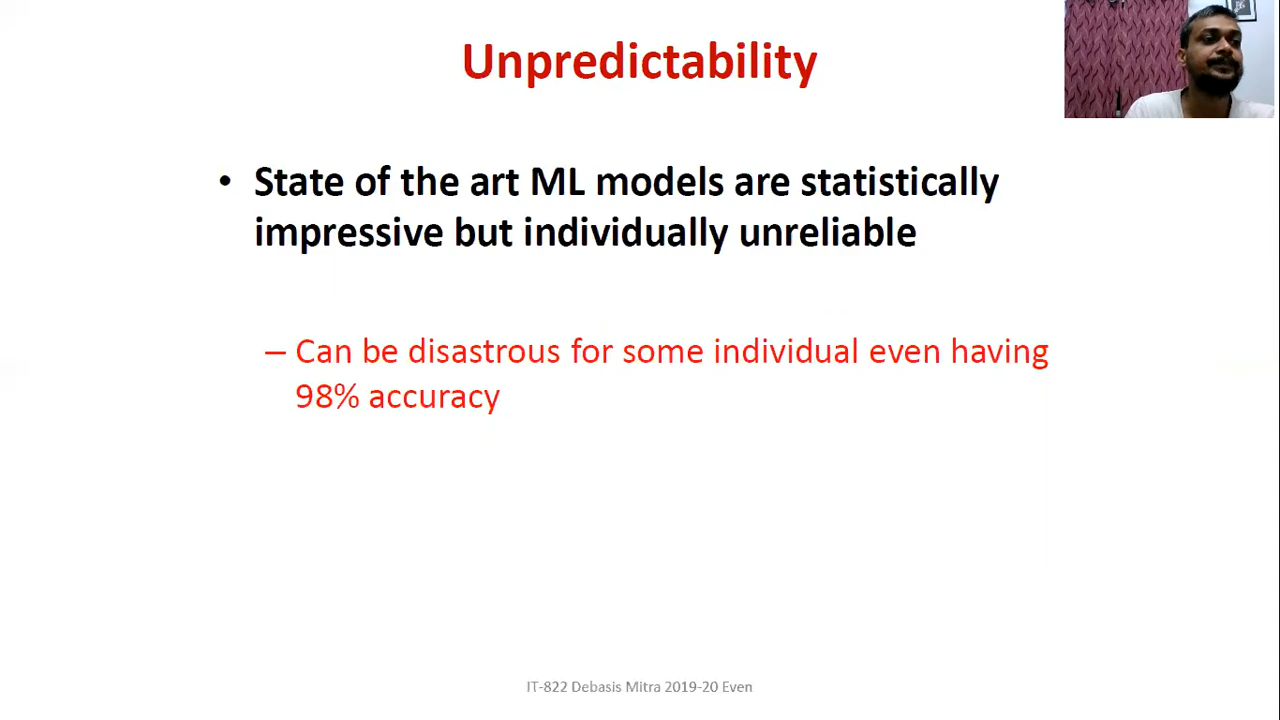 Unpredictability
• State of the art ML models are statistically
impressive but individually unreliable
– Can be disastrous for some individual even having
98% accuracy
IT-822 Debasis Mitra 2019-20 Even